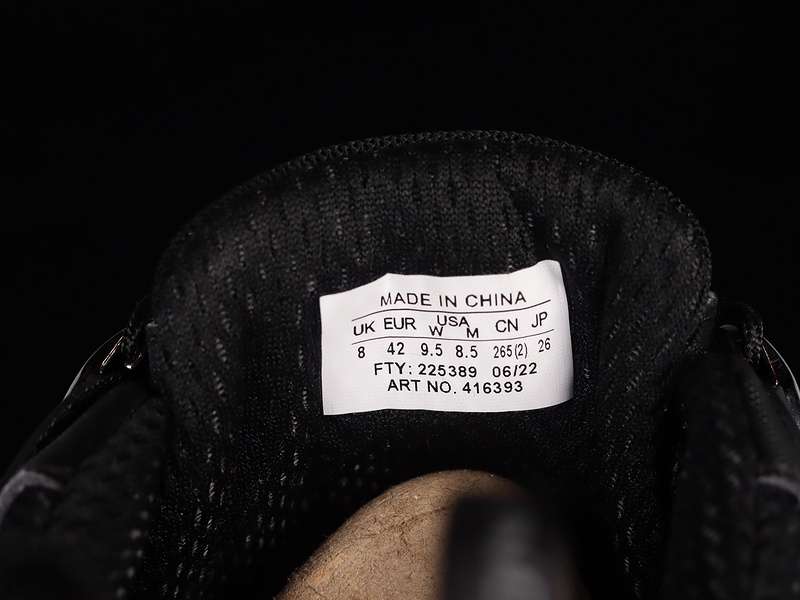 MADE IN CHINA
UK EUR USA W M CN JP
8 42 9.5 8.5 265(2) 26
FTY: 225389 06/22
ART NO. 416393